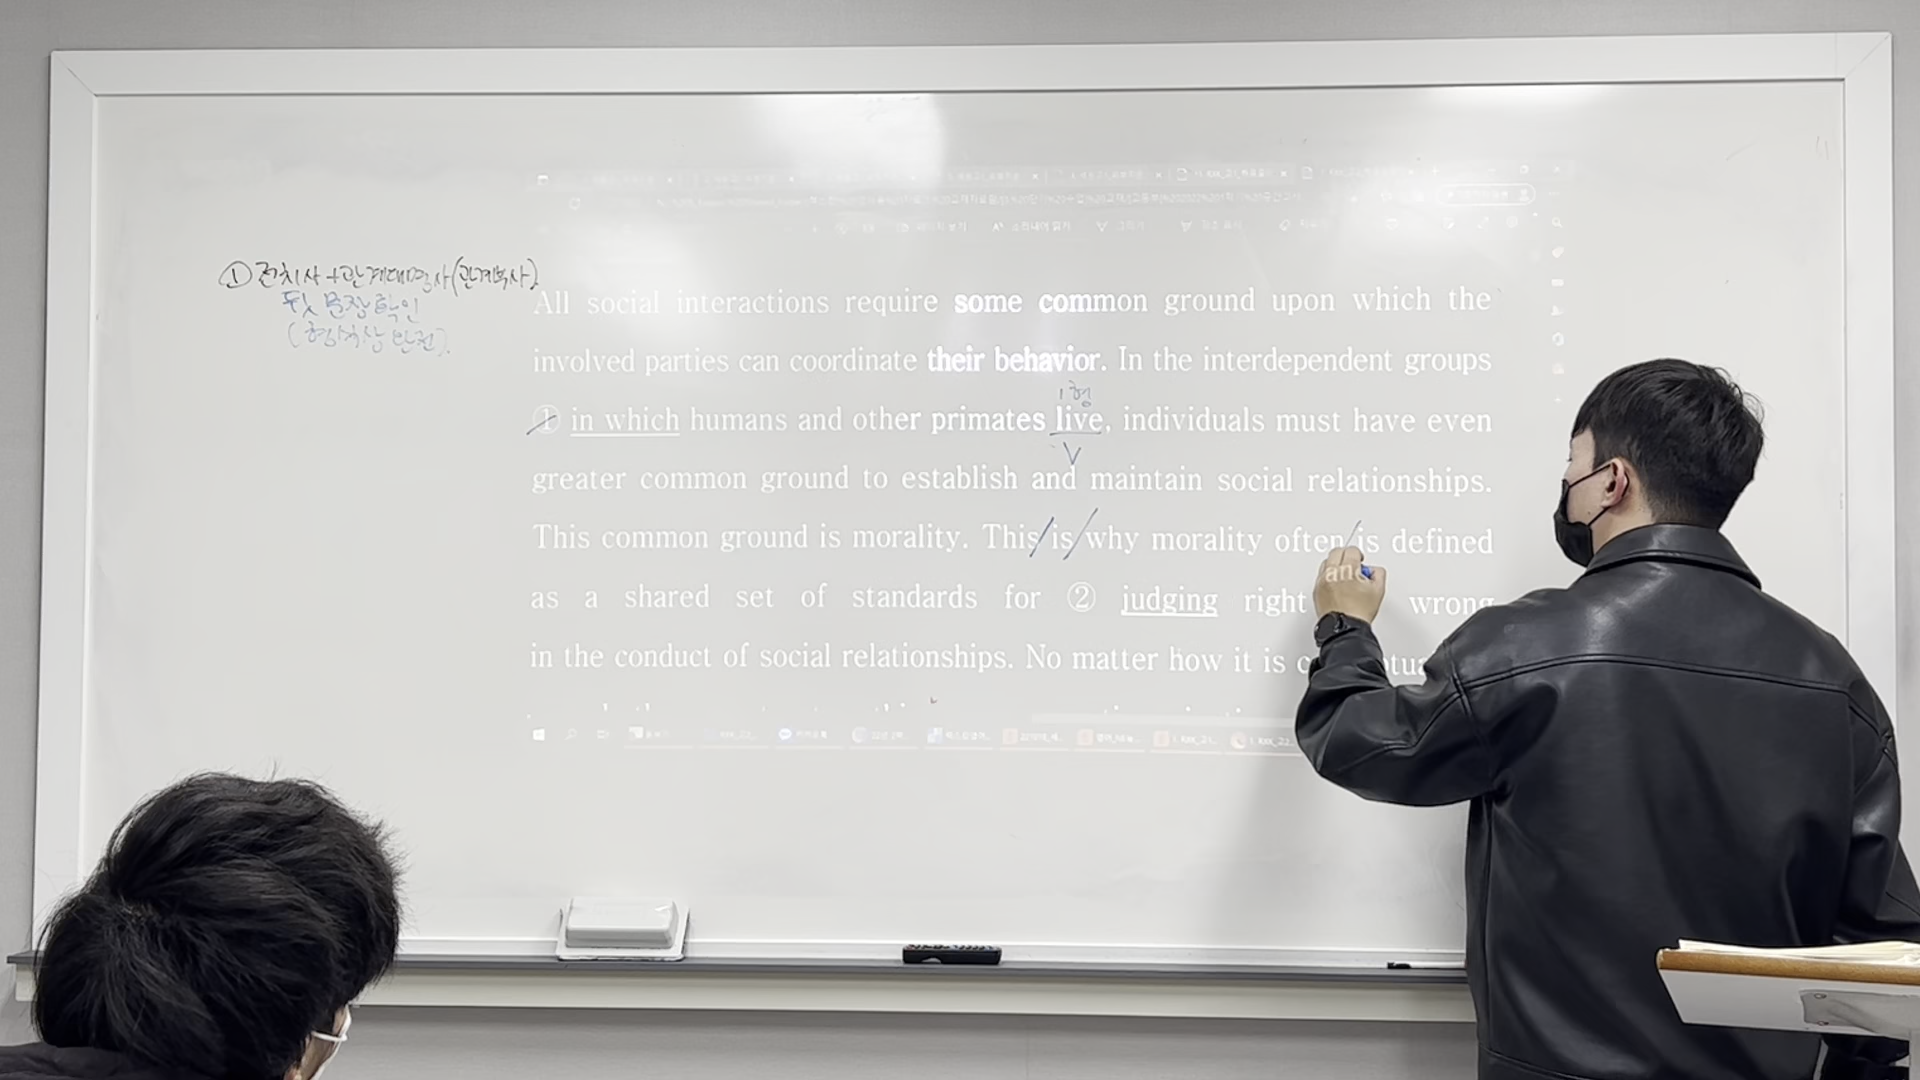 ① 전치사+관계대명사(관계부사)
뒷 문장 확인
(형식상 완전).
All social interactions require some common ground upon which the
involved parties can coordinate their behavior. In the interdependent groups
1형
① in which humans and other primates live, individuals must have even
V
greater common ground to establish and maintain social relationships.
This common ground is morality. This is why morality often is defined
as a shared set of standards for ② judging right and wrong
in the conduct of social relationships. No matter how it is